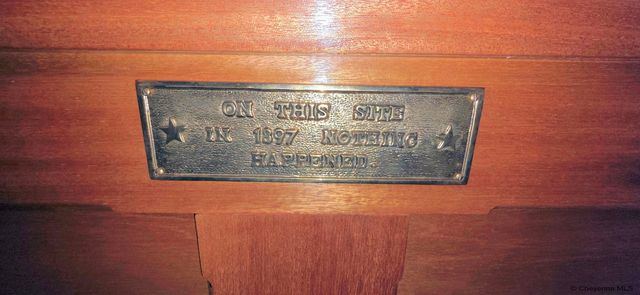 ON THIS SITE
IN 1897 NOTHING
HAPPENED.
© Cheyenne MLS